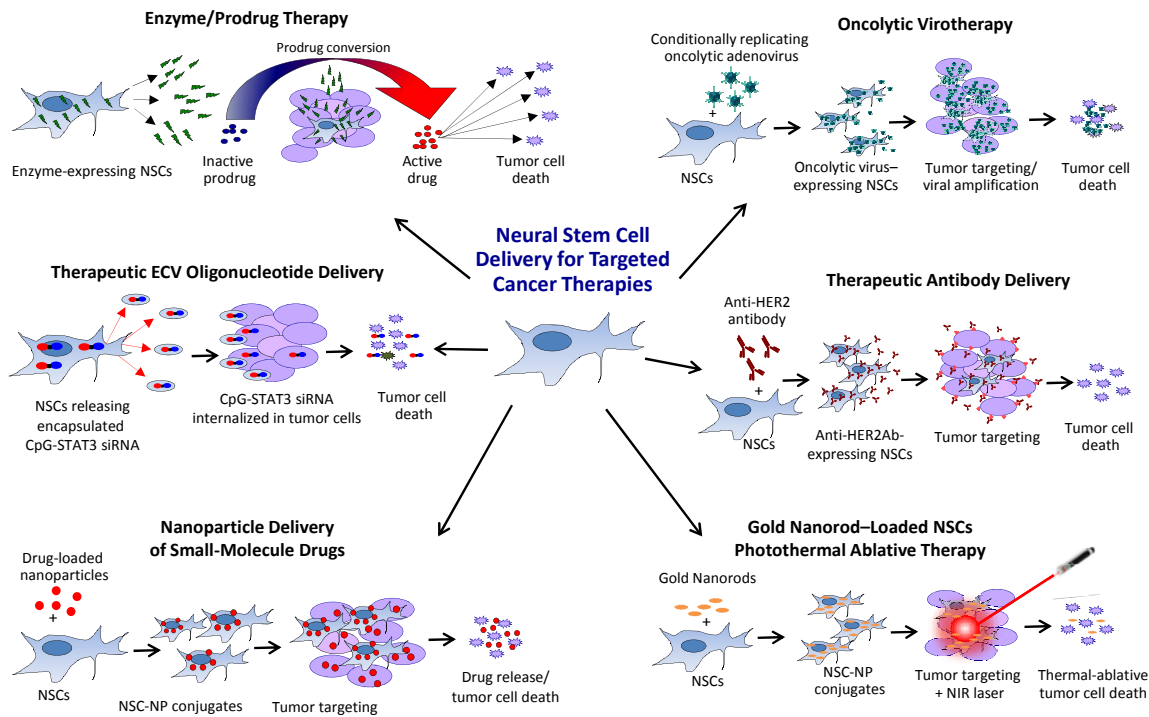 Enzyme/Prodrug Therapy
Prodrug conversion
Enzyme-expressing NSCs
Inactive
prodrug
Active
drug
Tumor cell
death
Oncolytic Virotherapy
Conditionally replicating
oncolytic adenovirus
+
NSCs
Oncolytic virus–
expressing NSCs
Tumor targeting/
viral amplification
Tumor cell
death
Neural Stem Cell
Delivery for Targeted
Cancer Therapies
Therapeutic ECV Oligonucleotide Delivery
NSCs releasing
encapsulated
CpG-STAT3 siRNA
CpG-STAT3 siRNA
internalized in tumor cells
Tumor cell
death
Therapeutic Antibody Delivery
Anti-HER2
antibody
+
NSCs
Anti-HER2Ab-
expressing NSCs
Tumor targeting
Tumor cell
death
Nanoparticle Delivery
of Small-Molecule Drugs
Drug-loaded
nanoparticles
+
NSCs
NSC-NP conjugates
Tumor targeting
Drug release/
tumor cell death
Gold Nanorod–Loaded NSCs
Photothermal Ablative Therapy
Gold Nanorods
+
NSCs
NSC-NP
conjugates
Tumor targeting
+ NIR laser
Thermal-ablative
tumor cell death